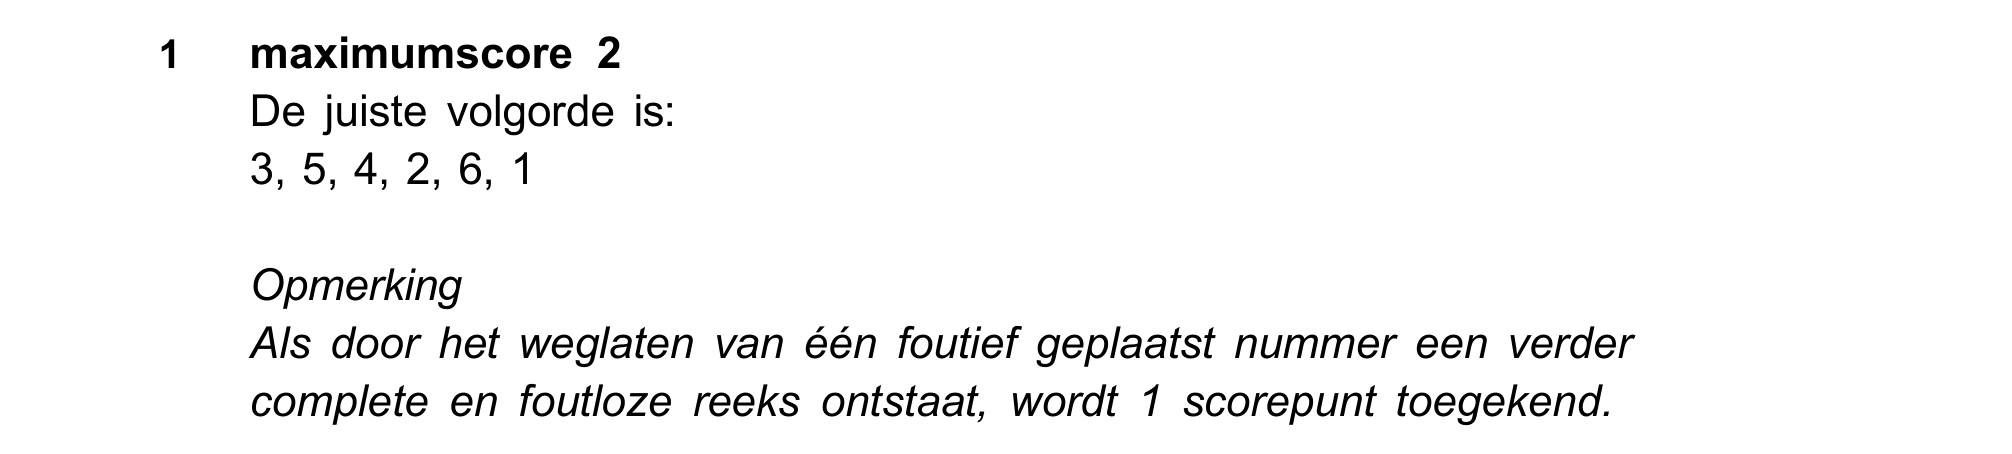 1 maximumscore 2
De juiste volgorde is:
3, 5, 4, 2, 6, 1
Opmerking
Als door het weglaten van één foutief geplaatst nummer een verder
complete en foutloze reeks ontstaat, wordt 1 scorepunt toegekend.